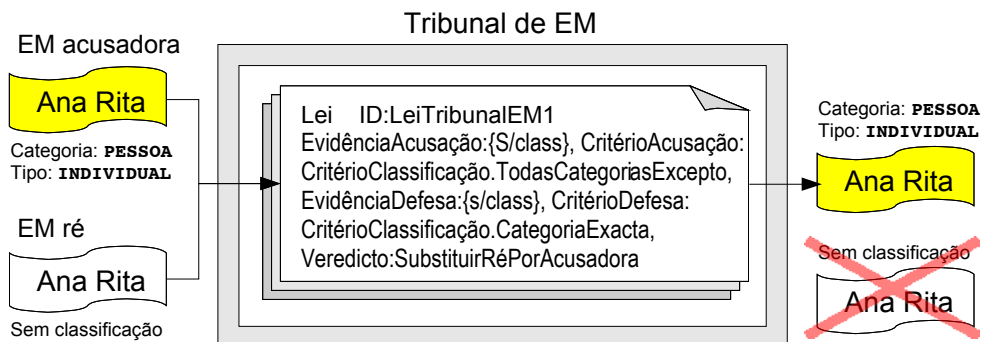 Tribunal de EM
EM acusadora
Ana Rita
Categoria: PESSOA
Tipo: INDIVIDUAL
EM ré
Ana Rita
Sem classificação
Lei ID:LeiTribunalEM1
EvidênciaAcusação:{S/class}, CritérioAcusação:
CritérioClassificação.TodasCategoriasExcepto,
EvidênciaDefesa:{s/class}, CritérioDefesa:
CritérioClassificação.CategoriaExacta,
Veredicto:SubstituirRéPorAcusadora
Categoria: PESSOA
Tipo: INDIVIDUAL
Ana Rita
Sem classificação
Ana Rita